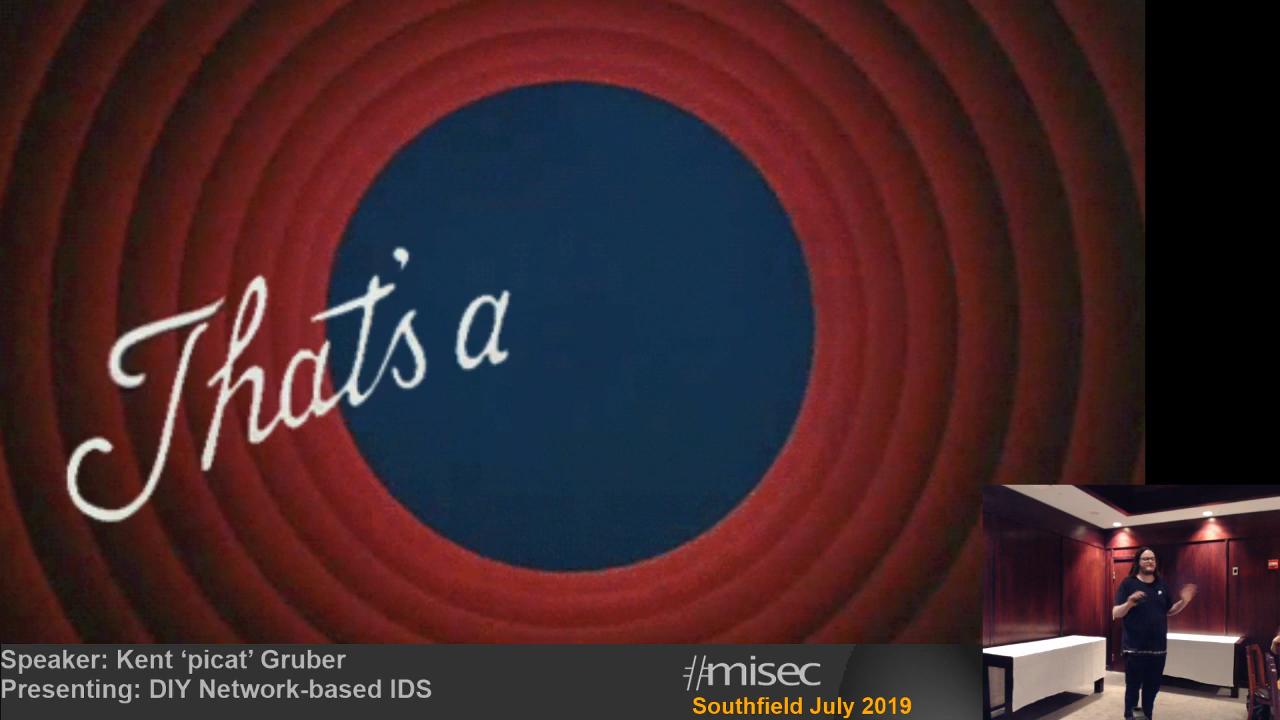 That's a
Speaker: Kent ‘picat’ Gruber
Presenting: DIY Network-based IDS
#misec
Southfield July 2019